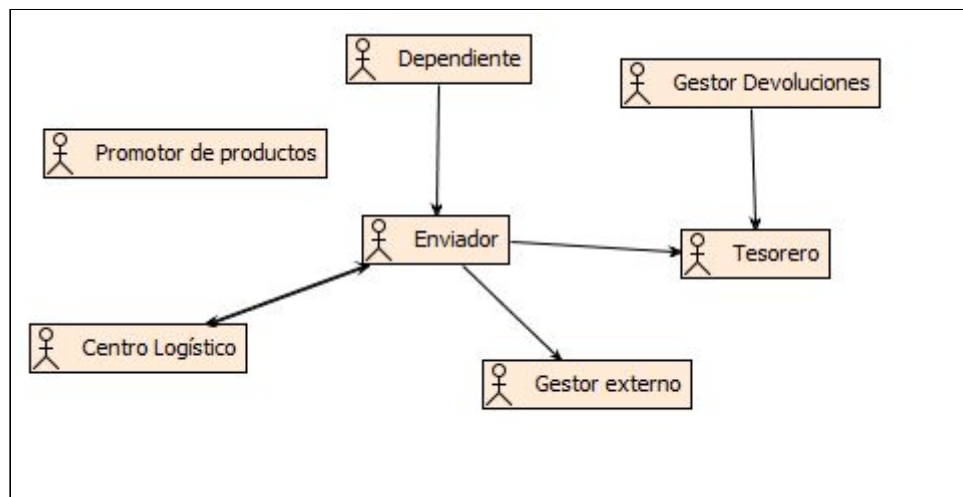 Dependiente
Gestor Devoluciones
Promotor de productos
Enviador
Tesorero
Centro Logístico
Gestor externo